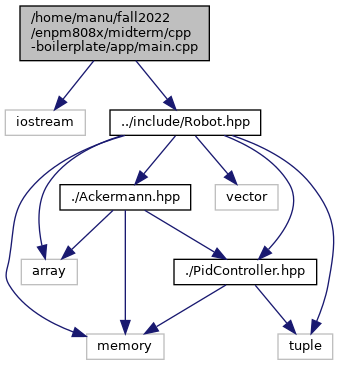 /home/manu/fall2022
/enpm808x/midterm/cpp
-boilerplate/app/main.cpp
iostream
../include/Robot.hpp
./Ackermann.hpp
vector
array
./PidController.hpp
memory
tuple